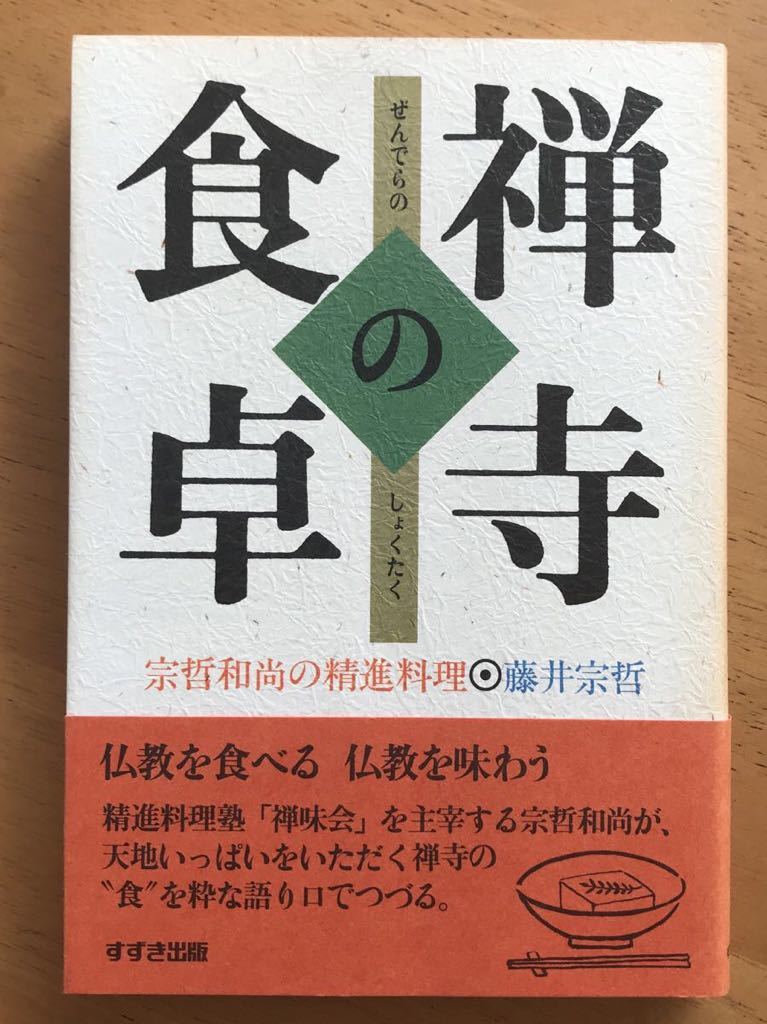 禅寺
の
食卓
ぜんでらの
しょくたく
宗哲和尚の精進料理◉藤井宗哲
仏教を食べる 仏教を味わう
精進料理塾「禅味会」を主宰する宗哲和尚が、
天地いっぱいをいただく禅寺の
〝食〟を粋な語り口でつづる。
すずき出版